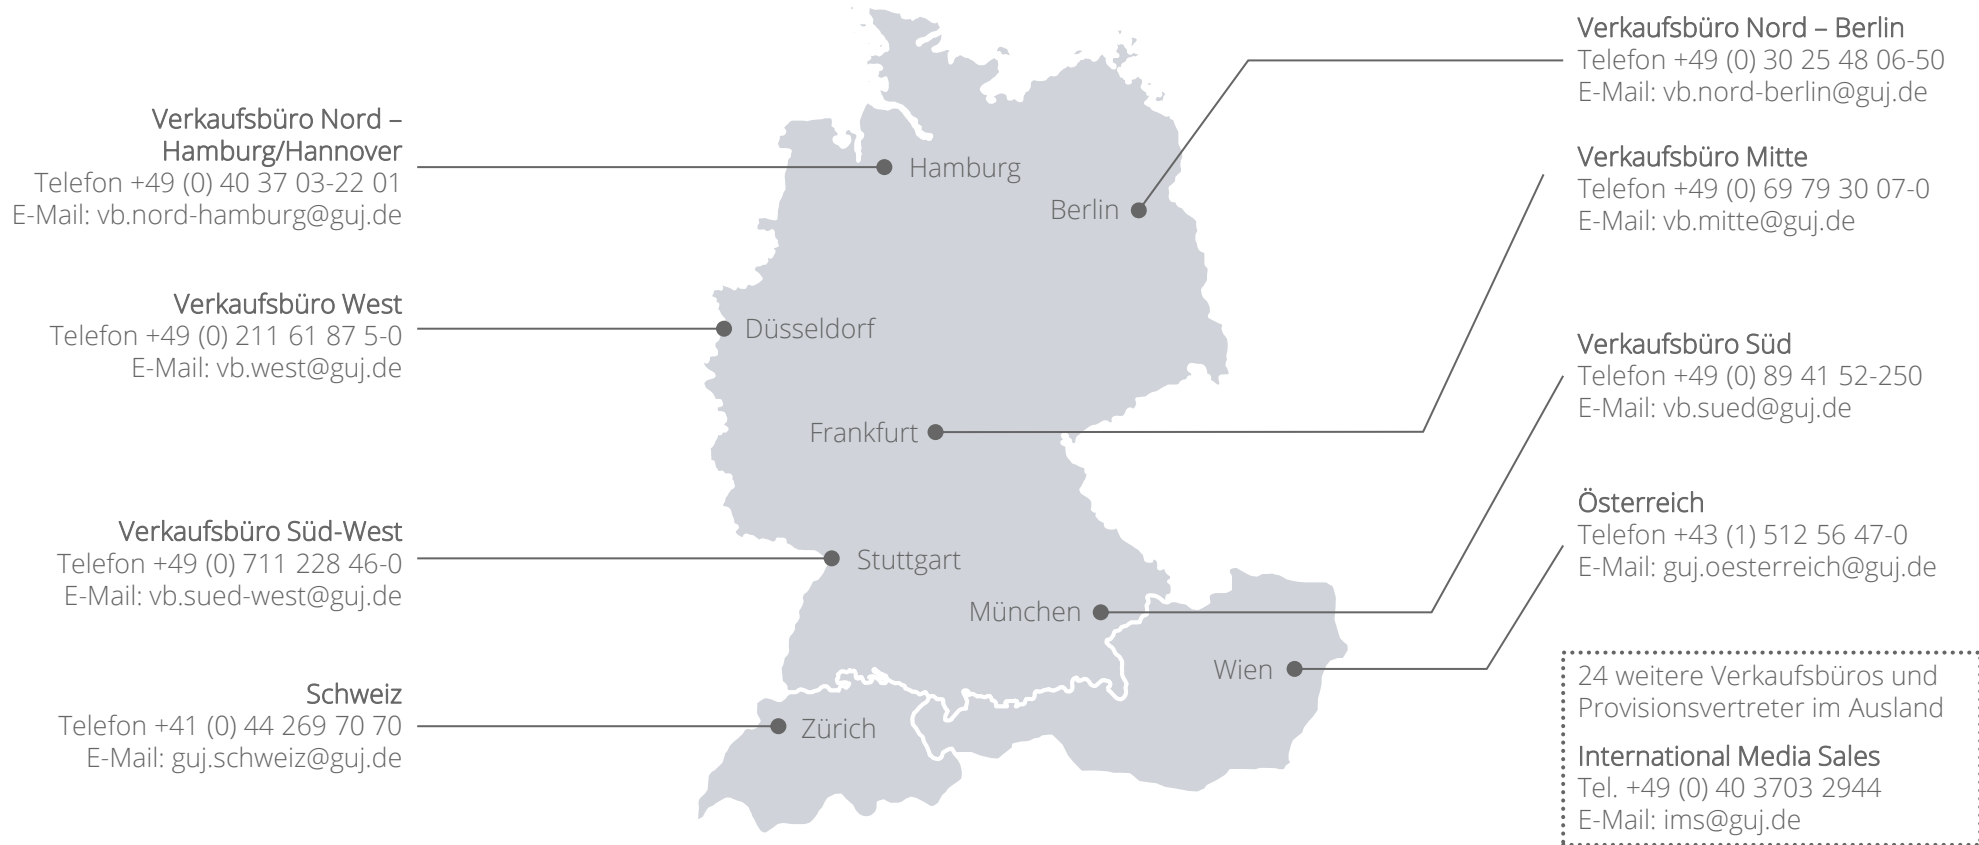 Verkaufsbüro Nord –
Hamburg/Hannover
Telefon +49 (0) 40 37 03-22 01
E-Mail: vb.nord-hamburg@guj.de
Verkaufsbüro West
Telefon +49 (0) 211 61 87 5-0
E-Mail: vb.west@guj.de
Verkaufsbüro Süd-West
Telefon +49 (0) 711 228 46-0
E-Mail: vb.sued-west@guj.de
Schweiz
Telefon +41 (0) 44 269 70 70
E-Mail: guj.schweiz@guj.de
Hamburg
Berlin
Düsseldorf
Frankfurt
Stuttgart
München
Wien
Zürich
Verkaufsbüro Nord – Berlin
Telefon +49 (0) 30 25 48 06-50
E-Mail: vb.nord-berlin@guj.de
Verkaufsbüro Mitte
Telefon +49 (0) 69 79 30 07-0
E-Mail: vb.mitte@guj.de
Verkaufsbüro Süd
Telefon +49 (0) 89 41 52-250
E-Mail: vb.sued@guj.de
Österreich
Telefon +43 (1) 512 56 47-0
E-Mail: guj.oesterreich@guj.de
24 weitere Verkaufsbüros und
Provisionsvertreter im Ausland
International Media Sales
Tel. +49 (0) 40 3703 2944
E-Mail: ims@guj.de